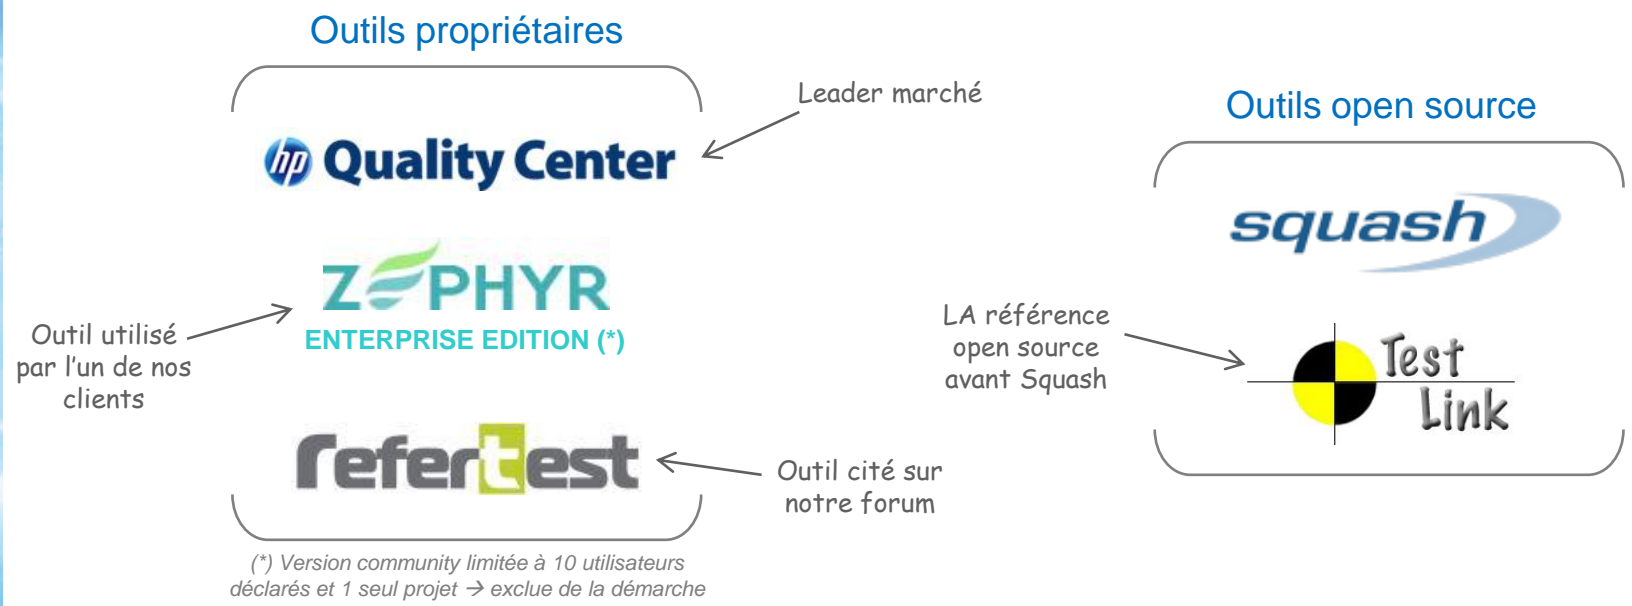 Outils propriétaires
Leader marché
hp Quality Center
ZEPHYR
ENTERPRISE EDITION (*)
Outil utilisé
par l'un de nos
clients
refertest
Outil cité sur
notre forum
(*) Version community limitée à 10 utilisateurs
déclarés et 1 seul projet → exclue de la démarche
Outils open source
squash
LA référence
open source
avant Squash
Test
Link